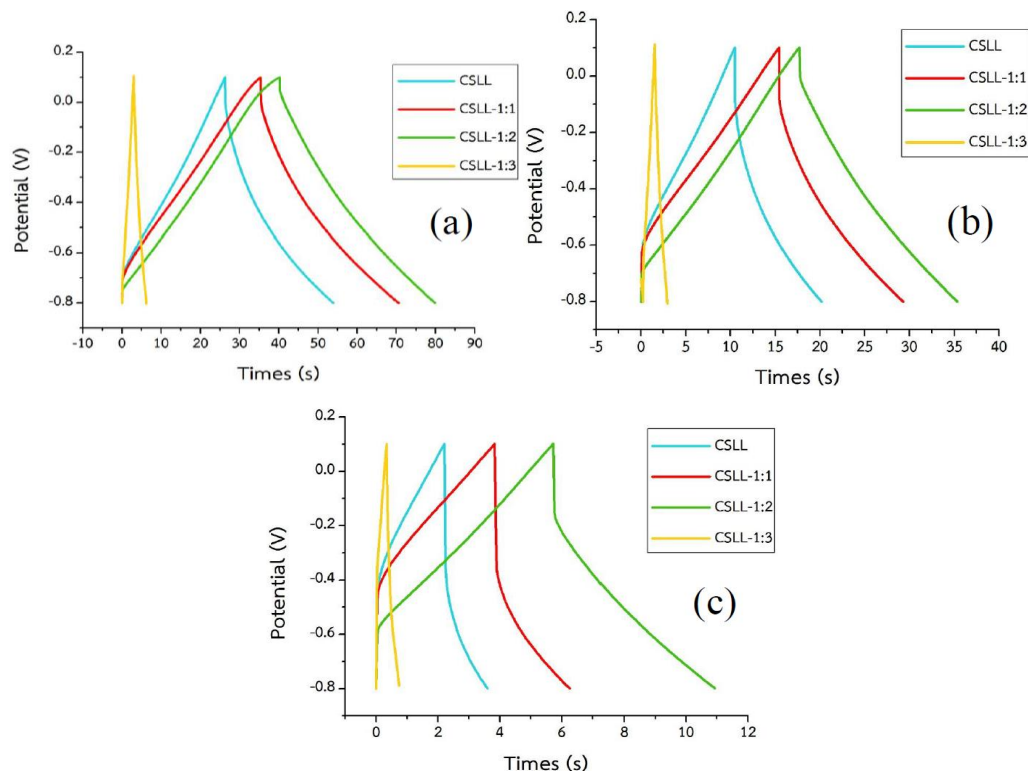 0.2
0.0
-0.2
-0.4
-0.6
-0.8
Potential (V)
-10 0 10 20 30 40 50 60 70 80 90
Times (s)
CSLL
CSLL-1:1
CSLL-1:2
CSLL-1:3
(a)
0.2
0.0
-0.2
-0.4
-0.6
-0.8
Potential (V)
-5 0 5 10 15 20 25 30 35 40
Times (s)
CSLL
CSLL-1:1
CSLL-1:2
CSLL-1:3
(b)
0.2
0.0
-0.2
-0.4
-0.6
-0.8
Potential (V)
0 2 4 6 8 10 12
Times (s)
CSLL
CSLL-1:1
CSLL-1:2
CSLL-1:3
(c)